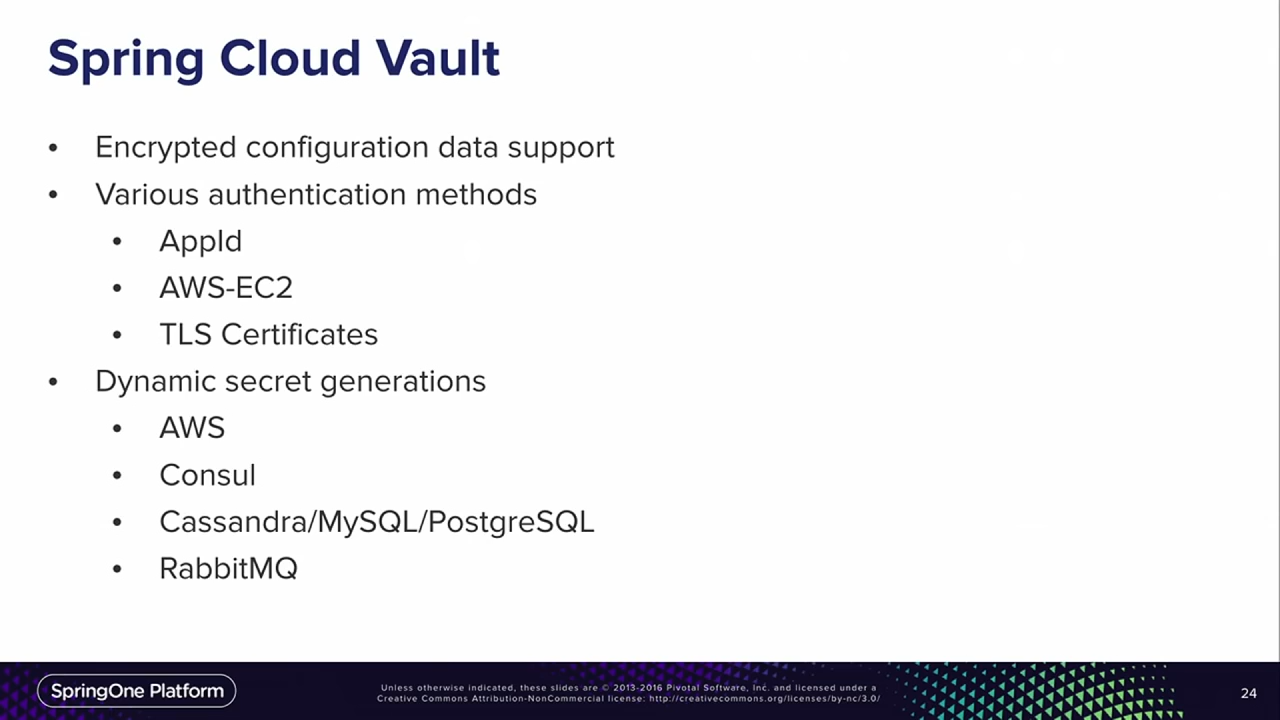 Spring Cloud Vault
• Encrypted configuration data support
• Various authentication methods
• AppId
• AWS-EC2
• TLS Certificates
• Dynamic secret generations
• AWS
• Consul
• Cassandra/MySQL/PostgreSQL
• RabbitMQ
SpringOne Platform
Unless otherwise indicated, these slides are © 2013-2016 Pivotal Software, Inc. and licensed under a
Creative Commons Attribution-NonCommercial license: http://creativecommons.org/licenses/by-nc/3.0/
24